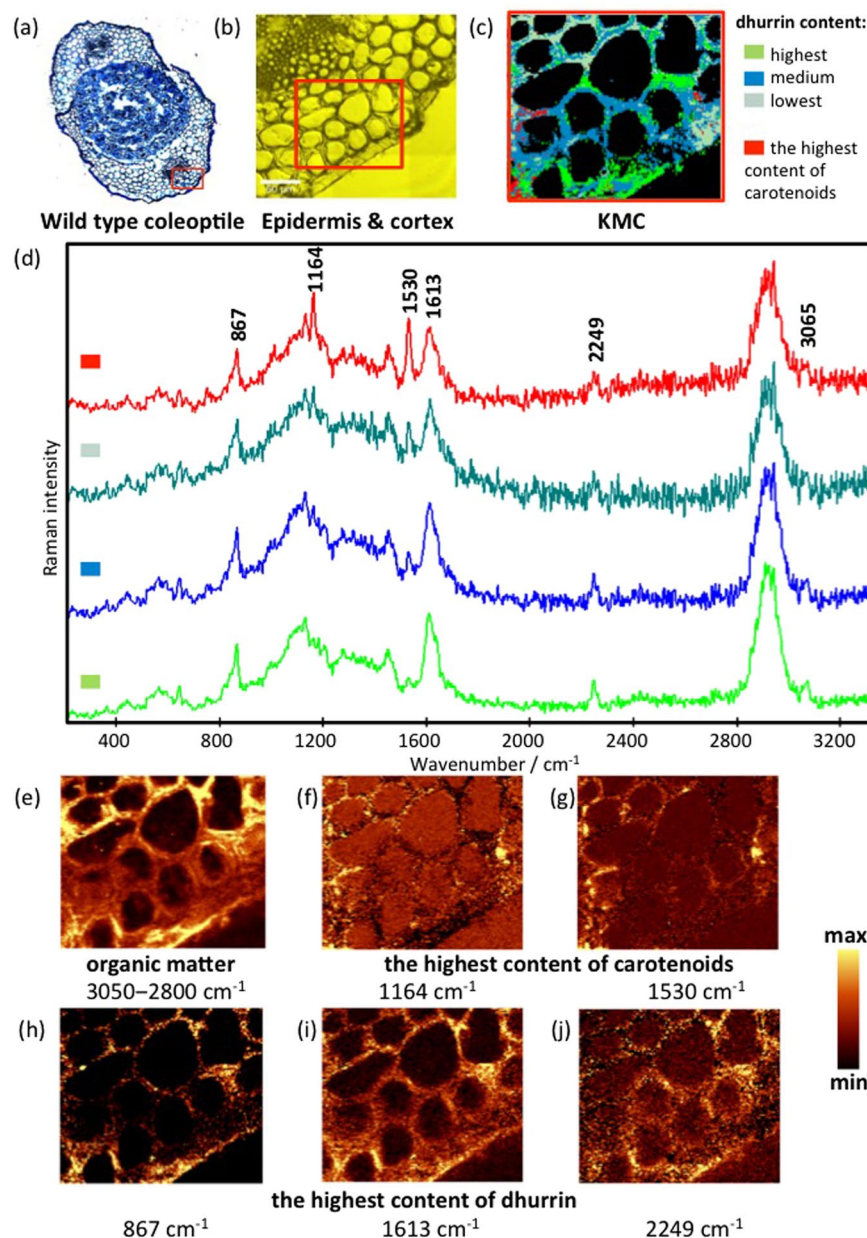 (a)
(b)
(c)
dhurrin content:
highest
medium
lowest
the highest
content of
carotenoids
Wild type coleoptile
Epidermis & cortex
KMC
(d)
867
1164
1530
1613
2249
3065
Raman intensity
400
800
1200
1600
2000
2400
2800
3200
Wavenumber / cm⁻¹
(e)
(f)
(g)
organic matter
3050–2800 cm⁻¹
the highest content of carotenoids
1164 cm⁻¹
1530 cm⁻¹
max
min
(h)
(i)
(j)
the highest content of dhurrin
867 cm⁻¹
1613 cm⁻¹
2249 cm⁻¹